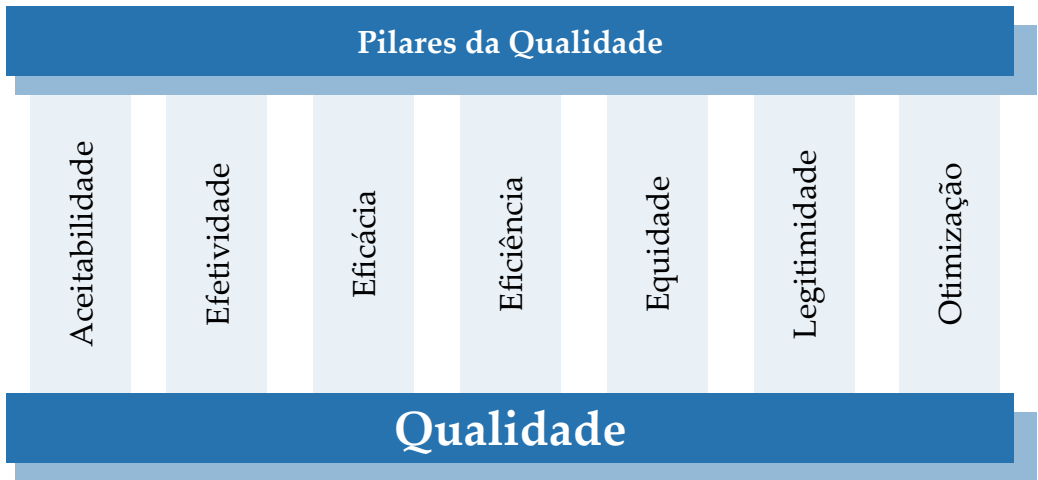 Pilares da Qualidade
Aceitabilidade
Efetividade
Eficácia
Eficiência
Equidade
Legitimidade
Otimização
Qualidade